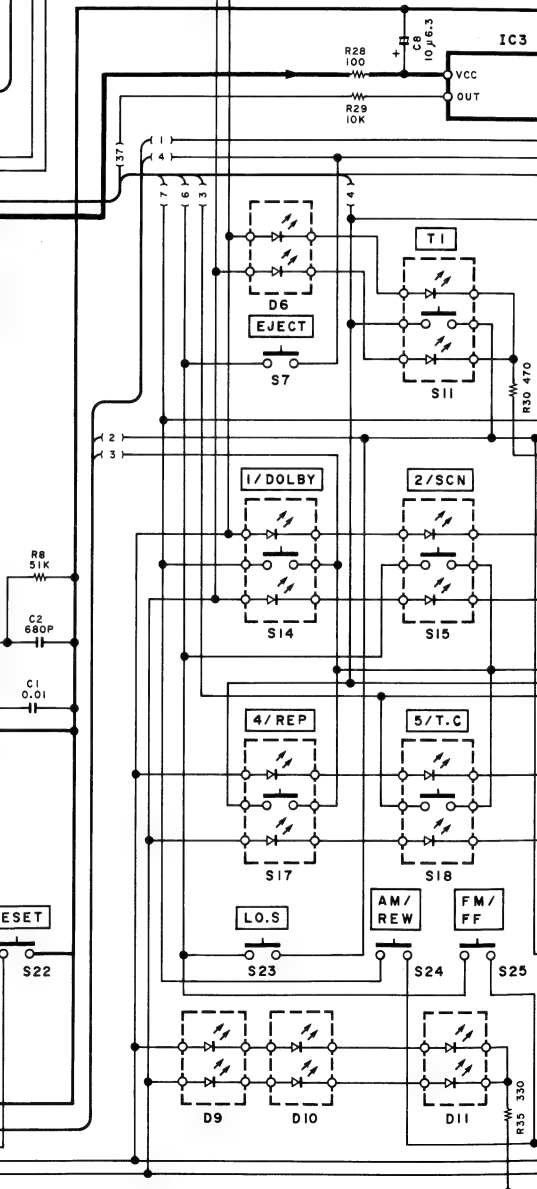 C8
10µ6.3
+
IC3
R28
100
VCC
OUT
R29
10K
37
1
4
7
6
3
4
T1
D6
EJECT
S7
S11
R30 470
2
3
1/DOLBY
2/SCN
S14
S15
R8
51K
C2
680P
C1
0.01
4/REP
5/T.C
S17
S18
ESET
S22
LO.S
S23
AM/
REW
S24
FM/
FF
S25
D9
D10
D11
R35 330